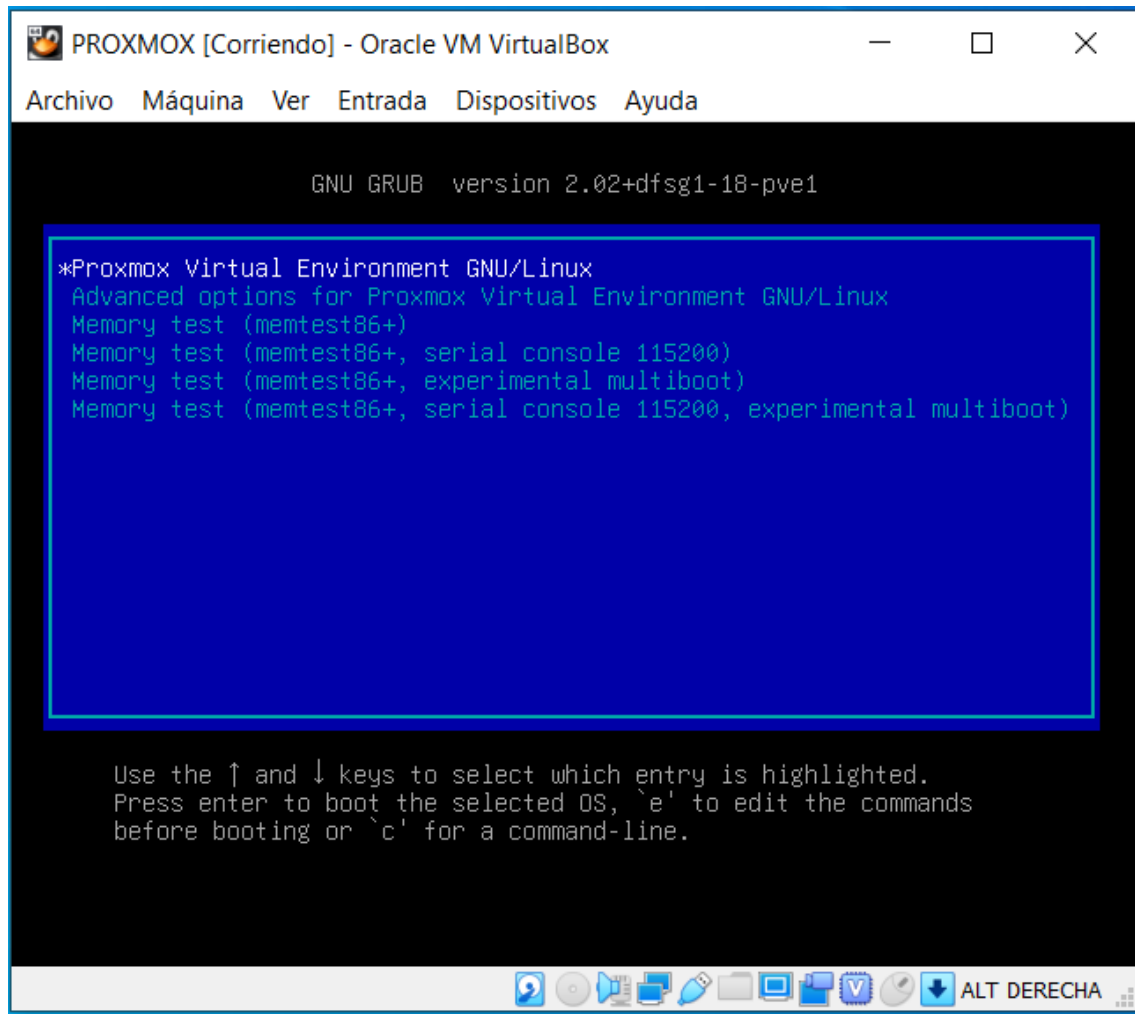 PROXMOX [Corriendo] - Oracle VM VirtualBox
Archivo Máquina Ver Entrada Dispositivos Ayuda
GNU GRUB version 2.02+dfsg1-18-pve1
*Proxmox Virtual Environment GNU/Linux
Advanced options for Proxmox Virtual Environment GNU/Linux
Memory test (memtest86+)
Memory test (memtest86+, serial console 115200)
Memory test (memtest86+, experimental multiboot)
Memory test (memtest86+, serial console 115200, experimental multiboot)
Use the ↑ and ↓ keys to select which entry is highlighted.
Press enter to boot the selected OS, `e' to edit the commands
before booting or `c' for a command-line.
ALT DERECHA